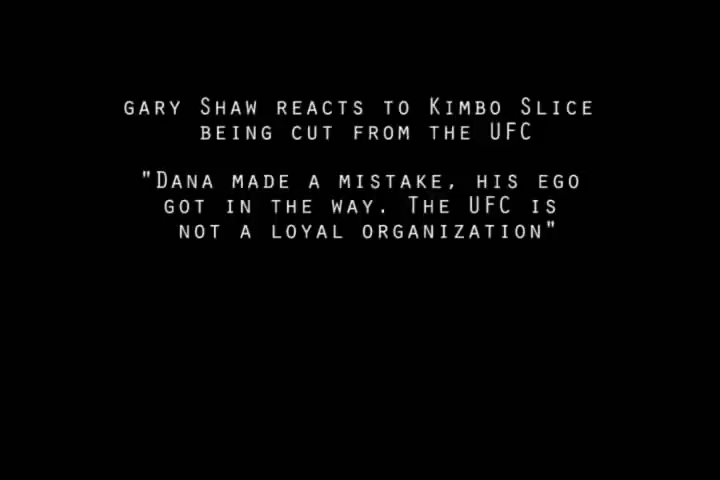 GARY SHAW REACTS TO KIMBO SLICE
BEING CUT FROM THE UFC
"DANA MADE A MISTAKE, HIS EGO
GOT IN THE WAY. THE UFC IS
NOT A LOYAL ORGANIZATION"